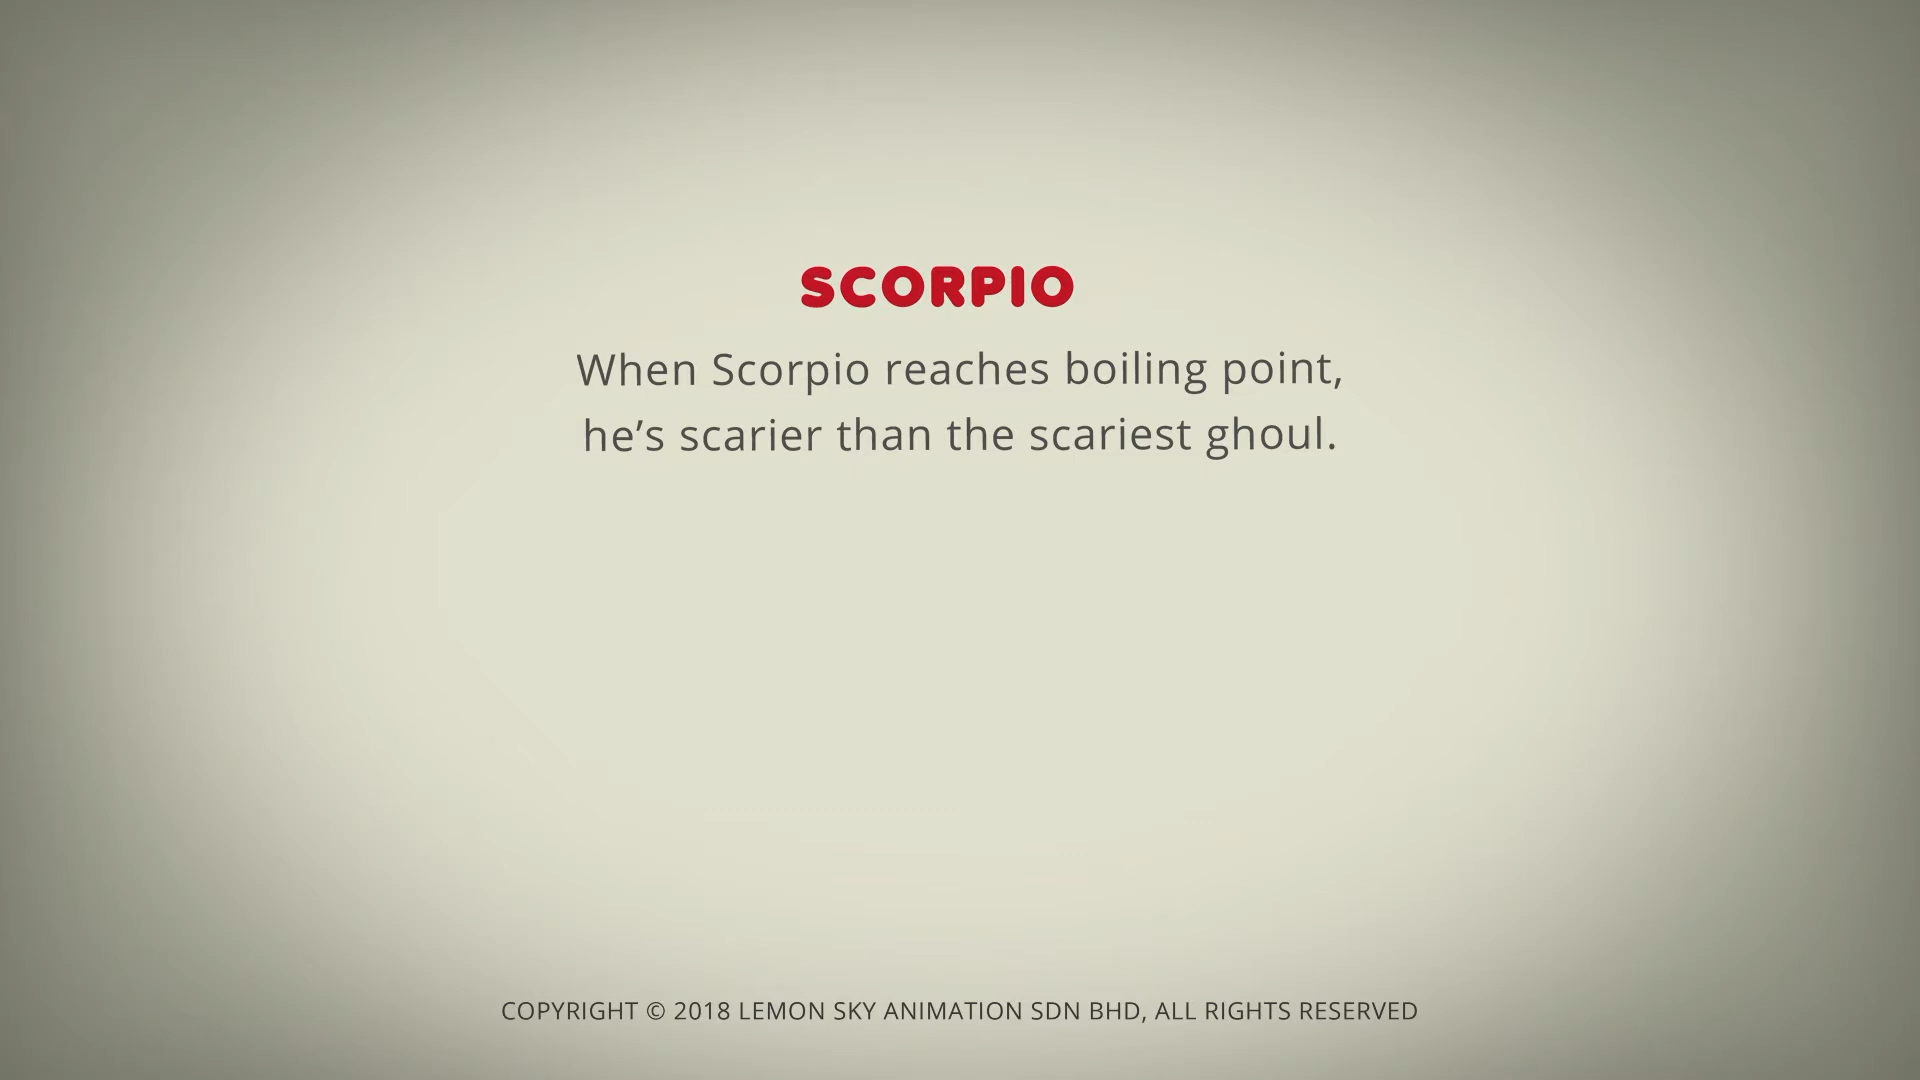 SCORPIO
When Scorpio reaches boiling point,
he’s scarier than the scariest ghoul.
COPYRIGHT © 2018 LEMON SKY ANIMATION SDN BHD, ALL RIGHTS RESERVED